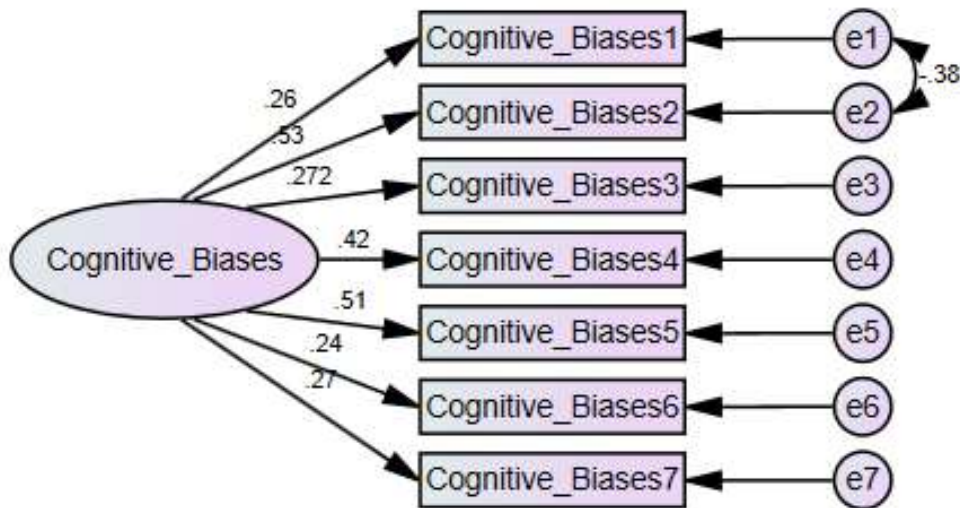 Cognitive_Biases1
e1
-.38
.26
Cognitive_Biases2
e2
.53
.272
Cognitive_Biases3
e3
Cognitive_Biases
.42
Cognitive_Biases4
e4
.51
Cognitive_Biases5
e5
.24
.27
Cognitive_Biases6
e6
Cognitive_Biases7
e7